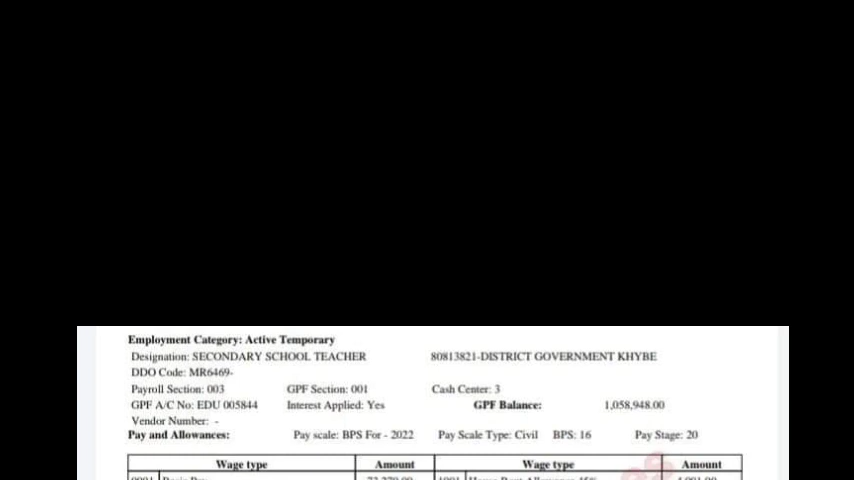 Employment Category: Active Temporary
Designation: SECONDARY SCHOOL TEACHER 80813821-DISTRICT GOVERNMENT KHYBE
DDO Code: MR6469-
Payroll Section: 003 GPF Section: 001 Cash Center: 3
GPF A/C No: EDU 005844 Interest Applied: Yes GPF Balance: 1,058,948.00
Vendor Number: -
Pay and Allowances: Pay scale: BPS For - 2022 Pay Scale Type: Civil BPS: 16 Pay Stage: 20
Wage type Amount Wage type Amount